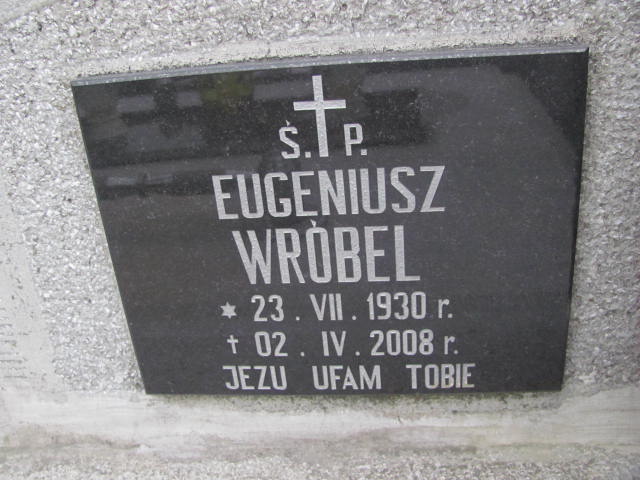 Ś. P.
EUGENIUSZ
WRÓBEL
* 23. VII. 1930 r.
† 02. IV. 2008 r.
JEZU UFAM TOBIE